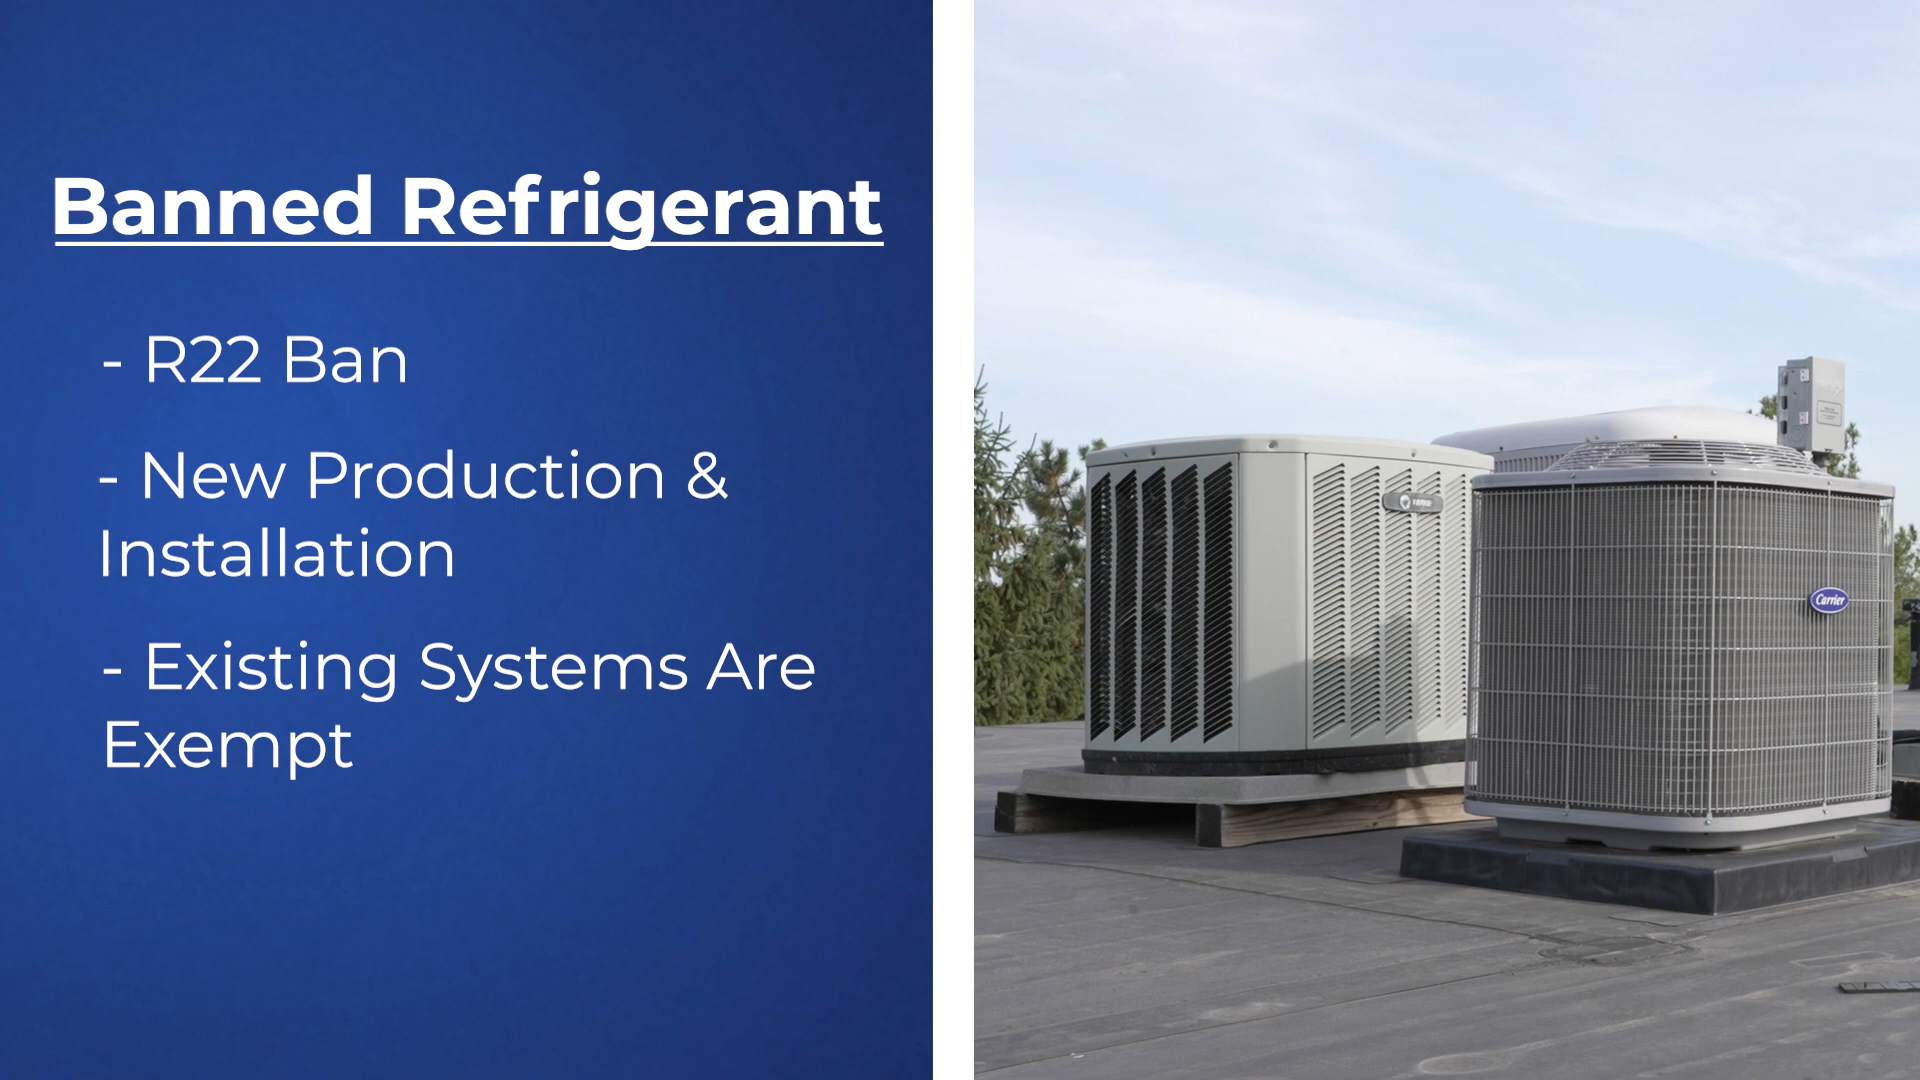 Banned Refrigerant
- R22 Ban
- New Production &
Installation
- Existing Systems Are
Exempt
Carrier